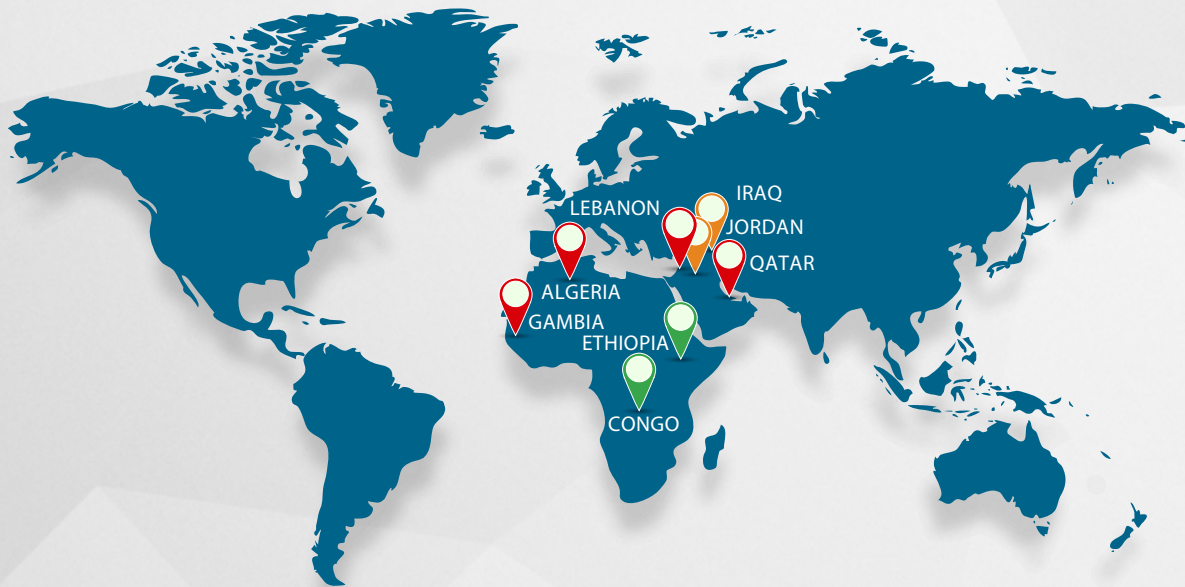 IRAQ
LEBANON
JORDAN
QATAR
ALGERIA
GAMBIA
ETHIOPIA
CONGO